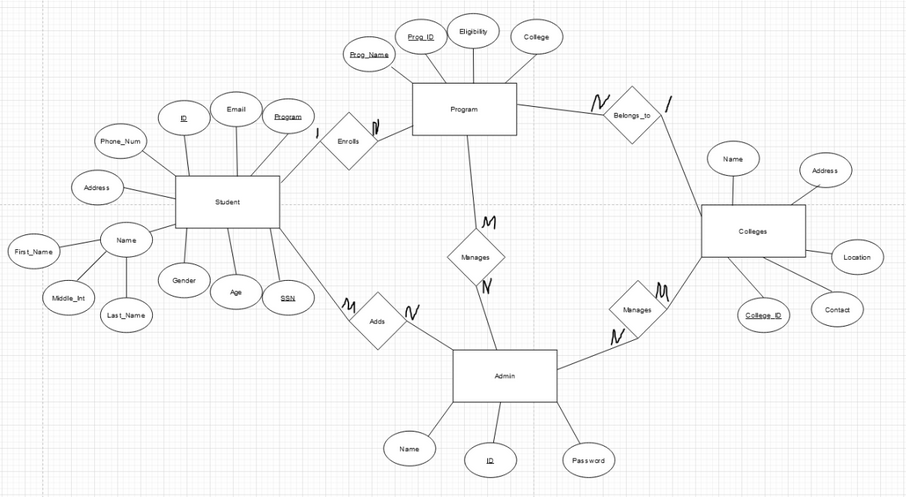 Eligibility
Prog_ID
College
Prog_Name
Program
Email
ID
Program
Phone_Num
Enrolls
1
N
Belongs_to
N
1
Address
Student
Name
Address
Name
First_Name
Middle_Int
Last_Name
Gender
Age
SSN
Manages
M
N
Colleges
Location
Contact
College_ID
Manages
M
N
Adds
M
N
Admin
Name
ID
Password